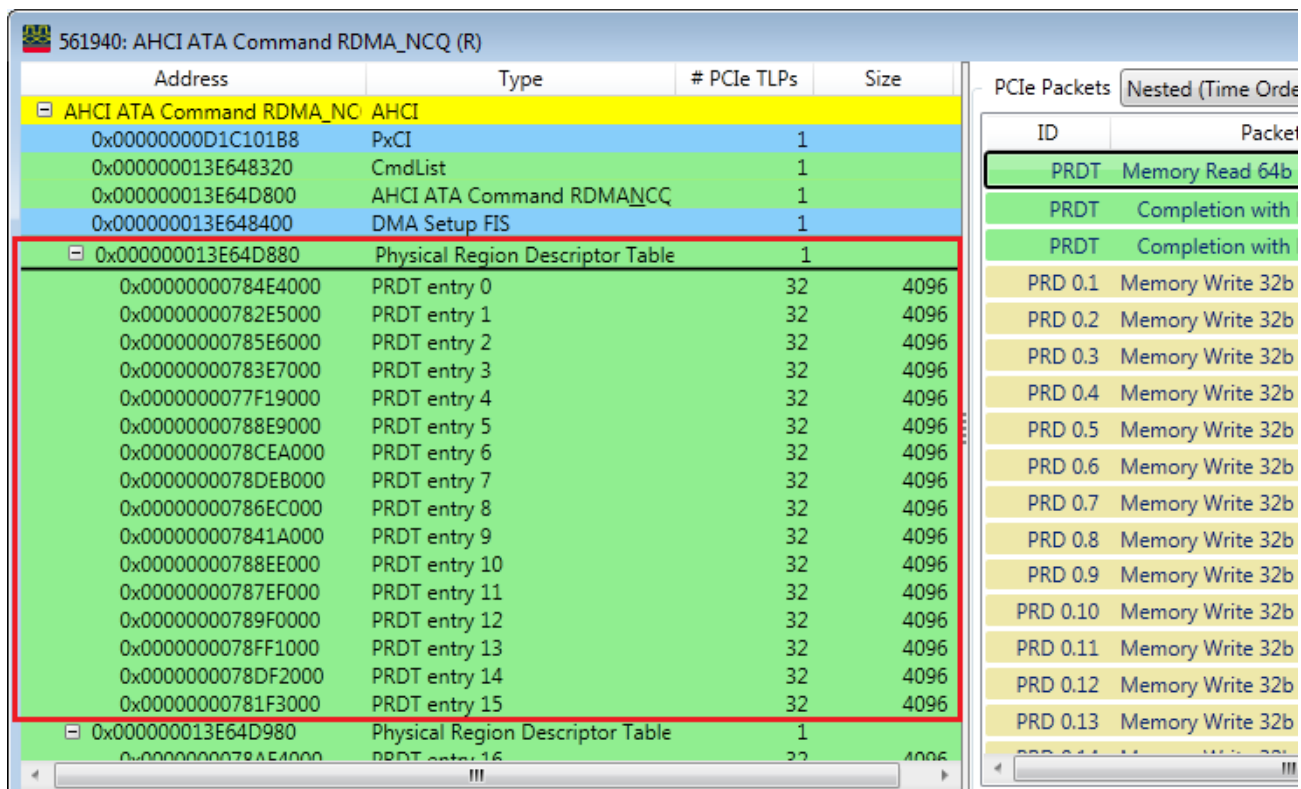 561940: AHCI ATA Command RDMA_NCQ (R)
Address Type # PCIe TLPs Size
AHCI ATA Command RDMA_NC AHCI
0x00000000D1C101B8 PxCI 1
0x000000013E648320 CmdList 1
0x000000013E64D800 AHCI ATA Command RDMANCQ 1
0x000000013E648400 DMA Setup FIS 1
0x000000013E64D880 Physical Region Descriptor Table 1
0x00000000784E4000 PRDT entry 0 32 4096
0x00000000782E5000 PRDT entry 1 32 4096
0x00000000785E6000 PRDT entry 2 32 4096
0x00000000783E7000 PRDT entry 3 32 4096
0x0000000077F19000 PRDT entry 4 32 4096
0x00000000788E9000 PRDT entry 5 32 4096
0x0000000078CEA000 PRDT entry 6 32 4096
0x0000000078DEB000 PRDT entry 7 32 4096
0x00000000786EC000 PRDT entry 8 32 4096
0x000000007841A000 PRDT entry 9 32 4096
0x00000000788EE000 PRDT entry 10 32 4096
0x00000000787EF000 PRDT entry 11 32 4096
0x00000000789F0000 PRDT entry 12 32 4096
0x0000000078FF1000 PRDT entry 13 32 4096
0x0000000078DF2000 PRDT entry 14 32 4096
0x00000000781F3000 PRDT entry 15 32 4096
0x000000013E64D980 Physical Region Descriptor Table 1
0x0000000078AF4000 PRDT entry 16 32 4096
PCIe Packets Nested (Time Orde
ID Packet
PRDT Memory Read 64b
PRDT Completion with
PRDT Completion with
PRD 0.1 Memory Write 32b
PRD 0.2 Memory Write 32b
PRD 0.3 Memory Write 32b
PRD 0.4 Memory Write 32b
PRD 0.5 Memory Write 32b
PRD 0.6 Memory Write 32b
PRD 0.7 Memory Write 32b
PRD 0.8 Memory Write 32b
PRD 0.9 Memory Write 32b
PRD 0.10 Memory Write 32b
PRD 0.11 Memory Write 32b
PRD 0.12 Memory Write 32b
PRD 0.13 Memory Write 32b